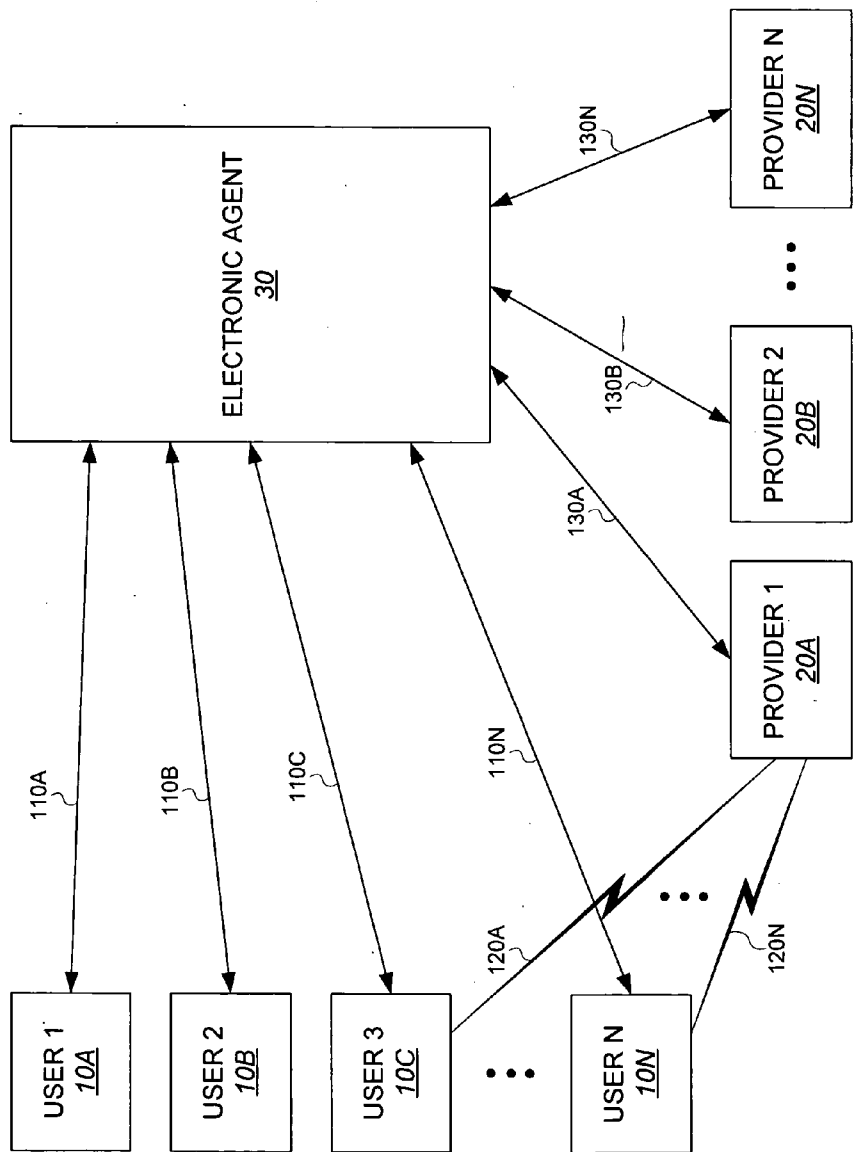 USER 1
10A
USER 2
10B
USER 3
10C
USER N
10N
110A
110B
110C
110N
120A
120N
ELECTRONIC AGENT
30
130A
130B
130N
PROVIDER 1
20A
PROVIDER 2
20B
PROVIDER N
20N